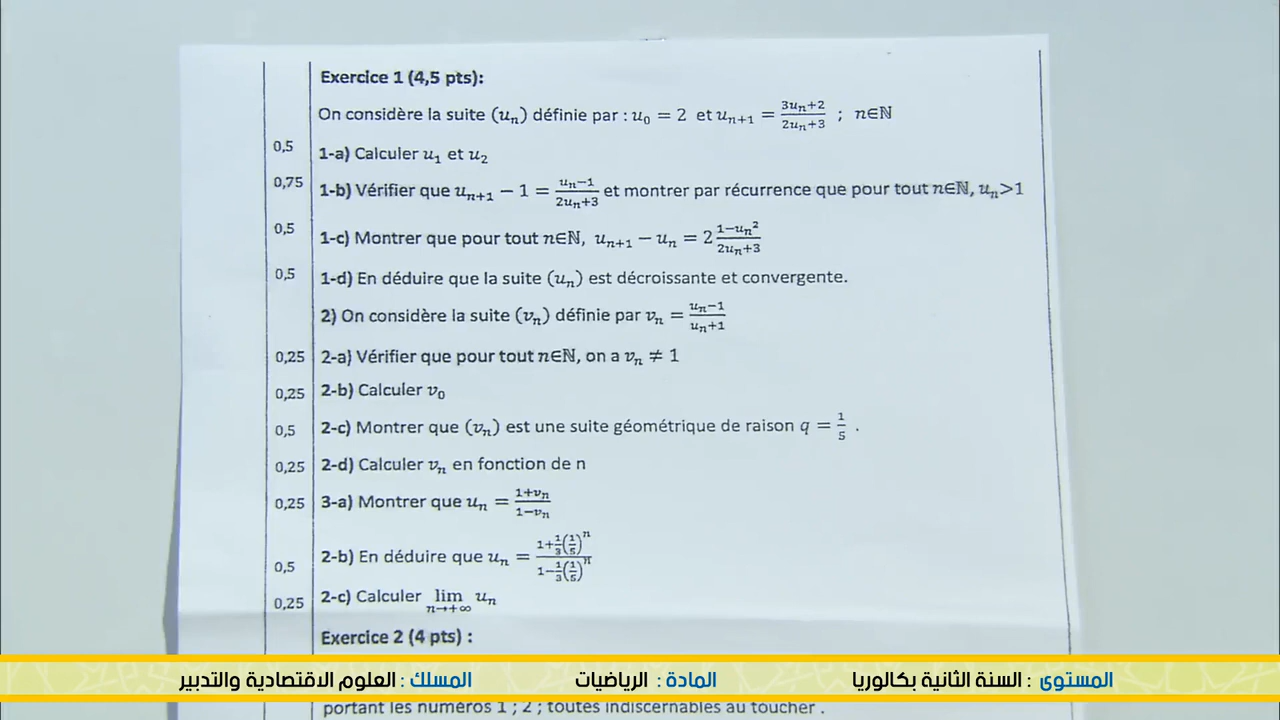 Exercice 1 (4,5 pts):
On considère la suite (uₙ) définie par : u₀ = 2 et uₙ₊₁ = (3uₙ+2)/(2uₙ+3) ; n∈ℕ
0,5 1-a) Calculer u₁ et u₂
0,75 1-b) Vérifier que uₙ₊₁ − 1 = (uₙ−1)/(2uₙ+3) et montrer par récurrence que pour tout n∈ℕ, uₙ>1
0,5 1-c) Montrer que pour tout n∈ℕ, uₙ₊₁ − uₙ = 2 (1−uₙ²)/(2uₙ+3)
0,5 1-d) En déduire que la suite (uₙ) est décroissante et convergente.
2) On considère la suite (vₙ) définie par vₙ = (uₙ−1)/(uₙ+1)
0,25 2-a) Vérifier que pour tout n∈ℕ, on a vₙ ≠ 1
0,25 2-b) Calculer v₀
0,5 2-c) Montrer que (vₙ) est une suite géométrique de raison q = 1/5 .
0,25 2-d) Calculer vₙ en fonction de n
0,25 3-a) Montrer que uₙ = (1+vₙ)/(1−vₙ)
0,5 2-b) En déduire que uₙ = (1+1/3(1/5)ⁿ)/(1−1/3(1/5)ⁿ)
0,25 2-c) Calculer lim n→+∞ uₙ
Exercice 2 (4 pts) :
المستوى : السنة الثانية بكالوريا المادة : الرياضيات المسلك : العلوم الاقتصادية والتدبير
portant les numéros 1 ; 2 ; toutes indiscernables au toucher .